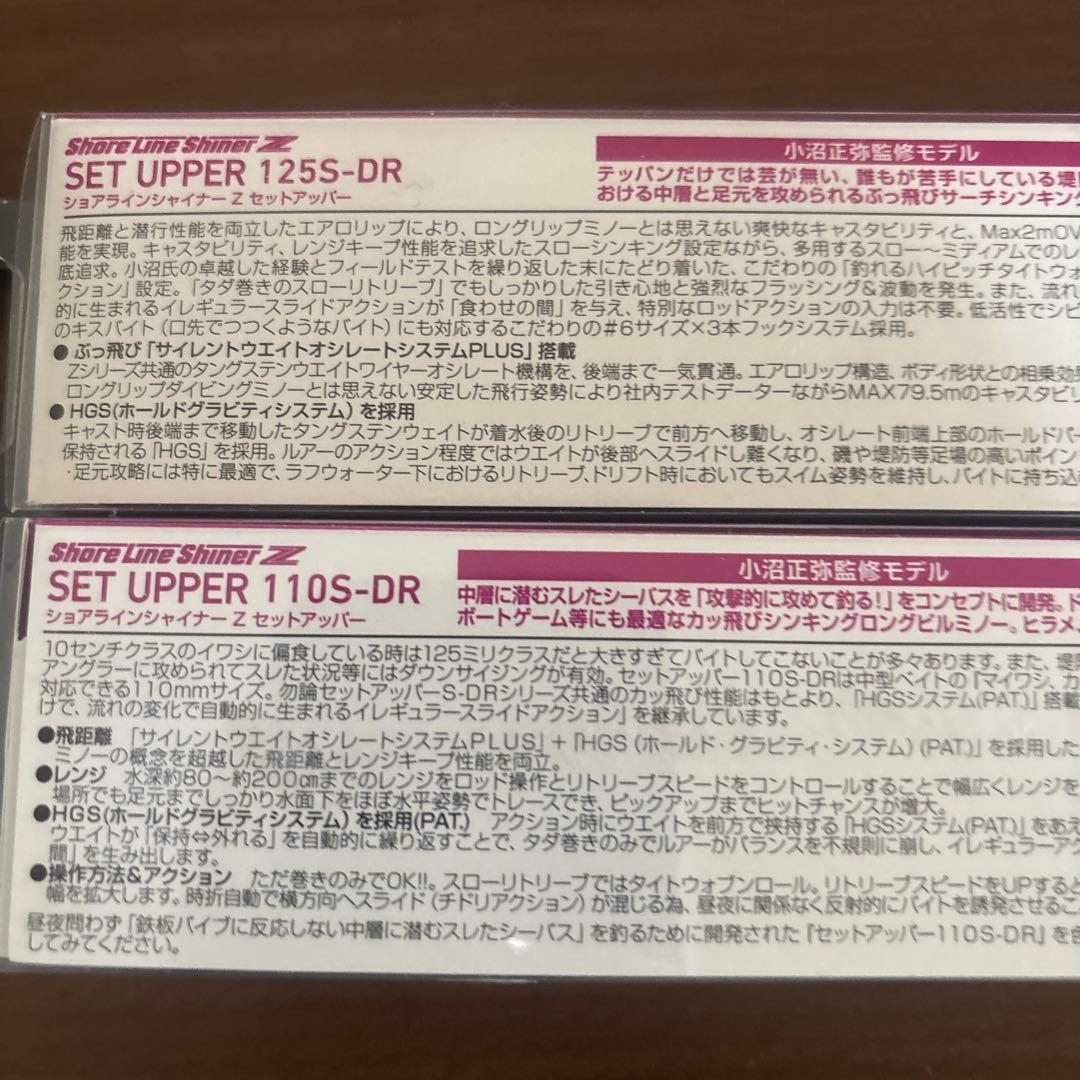 Shore Line Shiner Z
SET UPPER 125S-DR
ショアラインシャイナー Z セットアッパー
小沼正弥監修モデル
テッパンだけでは芸が無い、誰もが苦手にしている堤
おける中層と足元を攻められるぶっ飛びサーチシンキング
飛距離と潜行性能を両立したエアロリップにより、ロングリップミノーとは思えない爽快なキャスタビリティと、Max2mOV
能を実現。キャスタビリティ、レンジキープ性能を追求したスローシンキング設定ながら、多用するスロー~ミディアムでのレ
底追求。小沼氏の卓越した経験とフィールドテストを繰り返した末にたどり着いた、こだわりの「釣れるハイピッチタイトウォ
クション」設定。「タダ巻きのスローリトリーブ」でもしっかりした引き心地と強烈なフラッシング&波動を発生。また、流れ
的に生まれるイレギュラースライドアクションが「食わせの間」を与え、特別なロッドアクションの入力は不要。低活性でシビ
のキスバイト(口先でつつくようなバイト)にも対応するこだわりの#6サイズ×3本フックシステム採用。
● ぶっ飛び「サイレントウエイトオシレートシステムPLUS」搭載
Zシリーズ共通のタングステンウエイトワイヤーオシレート機構を、後端まで一気貫通。エアロリップ構造、ボディ形状との相乗効
ロングリップダイビングミノーとは思えない安定した飛行姿勢により社内テストデーターながらMAX79.5mのキャスタビリ
● HGS(ホールドグラビティシステム)を採用
キャスト時後端まで移動したタングステンウェイトが着水後のリトリーブで前方へ移動し、オシレート前端上部のホールドパー
保持される「HGS」を採用。ルアーのアクション程度ではウエイトが後部へスライドし難くなり、磯や堤防等足場の高いポイン
・足元攻略には特に最適で、ラフウォーター下におけるリトリーブ、ドリフト時においてもスイム姿勢を維持し、バイトに持ち込
Shore Line Shiner Z
SET UPPER 110S-DR
ショアラインシャイナー Z セットアッパー
小沼正弥監修モデル
中層に潜むスレたシーバスを「攻撃的に攻めて釣る!」をコンセプトに開発。ド
ボートゲーム等にも最適なカッ飛びシンキングロングビルミノー。ヒラメ、
10センチクラスのイワシに偏食している時は125ミリクラスだと大きすぎてバイトしてこないことが多々あります。また、堤
アングラーに攻められてスレた状況等にはダウンサイジングが有効。セットアッパー110S-DRは中型ベイトの『マイワシ、カ
対応できる110mmサイズ。勿論セットアッパーS-DRシリーズ共通のカッ飛び性能はもとより、「HGSシステム(PAT.)」搭載
けで、流れの変化で自動的に生まれるイレギュラースライドアクション」を継承しています。
●飛距離 「サイレントウエイトオシレートシステムPLUS」+「HGS(ホールド・グラビティ・システム)(PAT.)」を採用した
ミノーの概念を超越した飛距離とレンジキープ性能を両立。
●レンジ 水深約80~約200㎝までのレンジをロッド操作とリトリーブスピードをコントロールすることで幅広くレンジを
場所でも足元までしっかり水面下をほぼ水平姿勢でトレースでき、ピックアップまでヒットチャンスが増大。
●HGS(ホールドグラビティシステム)を採用(PAT.) アクション時にウエイトを前方で挟持する「HGSシステム(PAT.)」をあえ
ウエイトが「保持⇔外れる」を自動的に繰り返すことで、タダ巻きのみでルアーがバランスを不規則に崩し、イレギュラーア
間」を生み出します。
●操作方法&アクション ただ巻きのみでOK!!。スローリトリーブではタイトウォブンロール。リトリーブスピードをUPすると
幅を拡大します。時折自動で横方向へスライド(チドリアクション)が混じる為、昼夜に関係なく反射的にバイトを誘発させるこ
昼夜問わず「鉄板バイブに反応しない中層に潜むスレたシーバス」を釣るために開発された『セットアッパー110S-DR』を
してみてください。